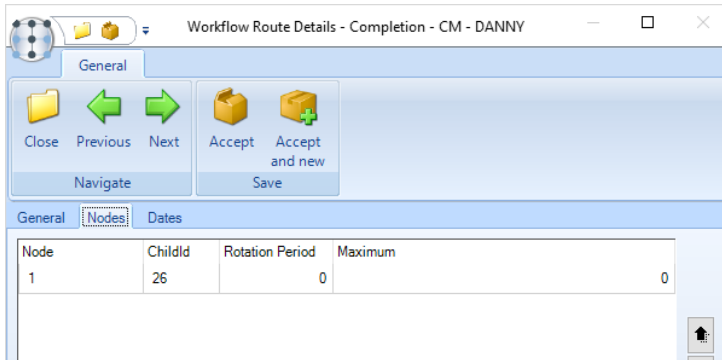 Workflow Route Details - Completion - CM - DANNY
General
Close Previous Next Accept Accept and new
Navigate Save
General Nodes Dates
Node ChildId Rotation Period Maximum
1 26 0 0